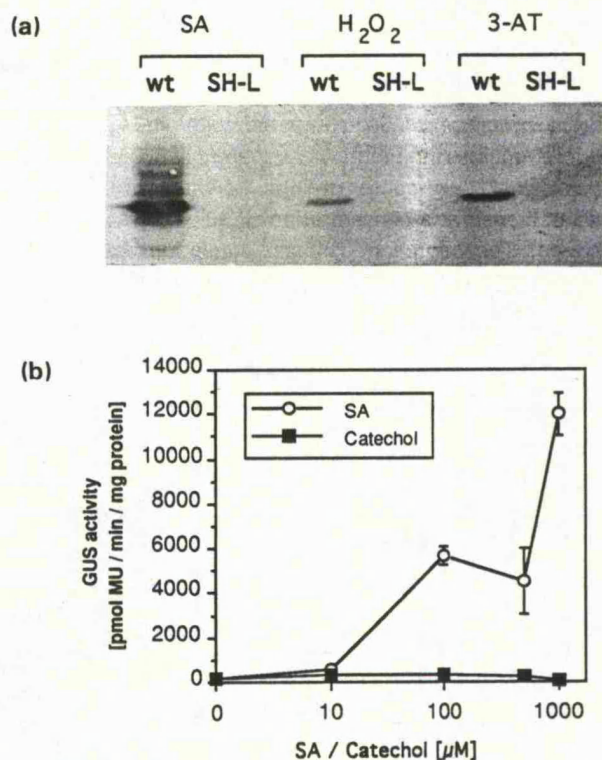 (a)
SA H2O2 3-AT
wt SH-L wt SH-L wt SH-L
(b)
14000
12000
10000
8000
6000
4000
2000
0
GUS activity
[pmol MU / min / mg protein]
SA
Catechol
0 10 100 1000
SA / Catechol [µM]